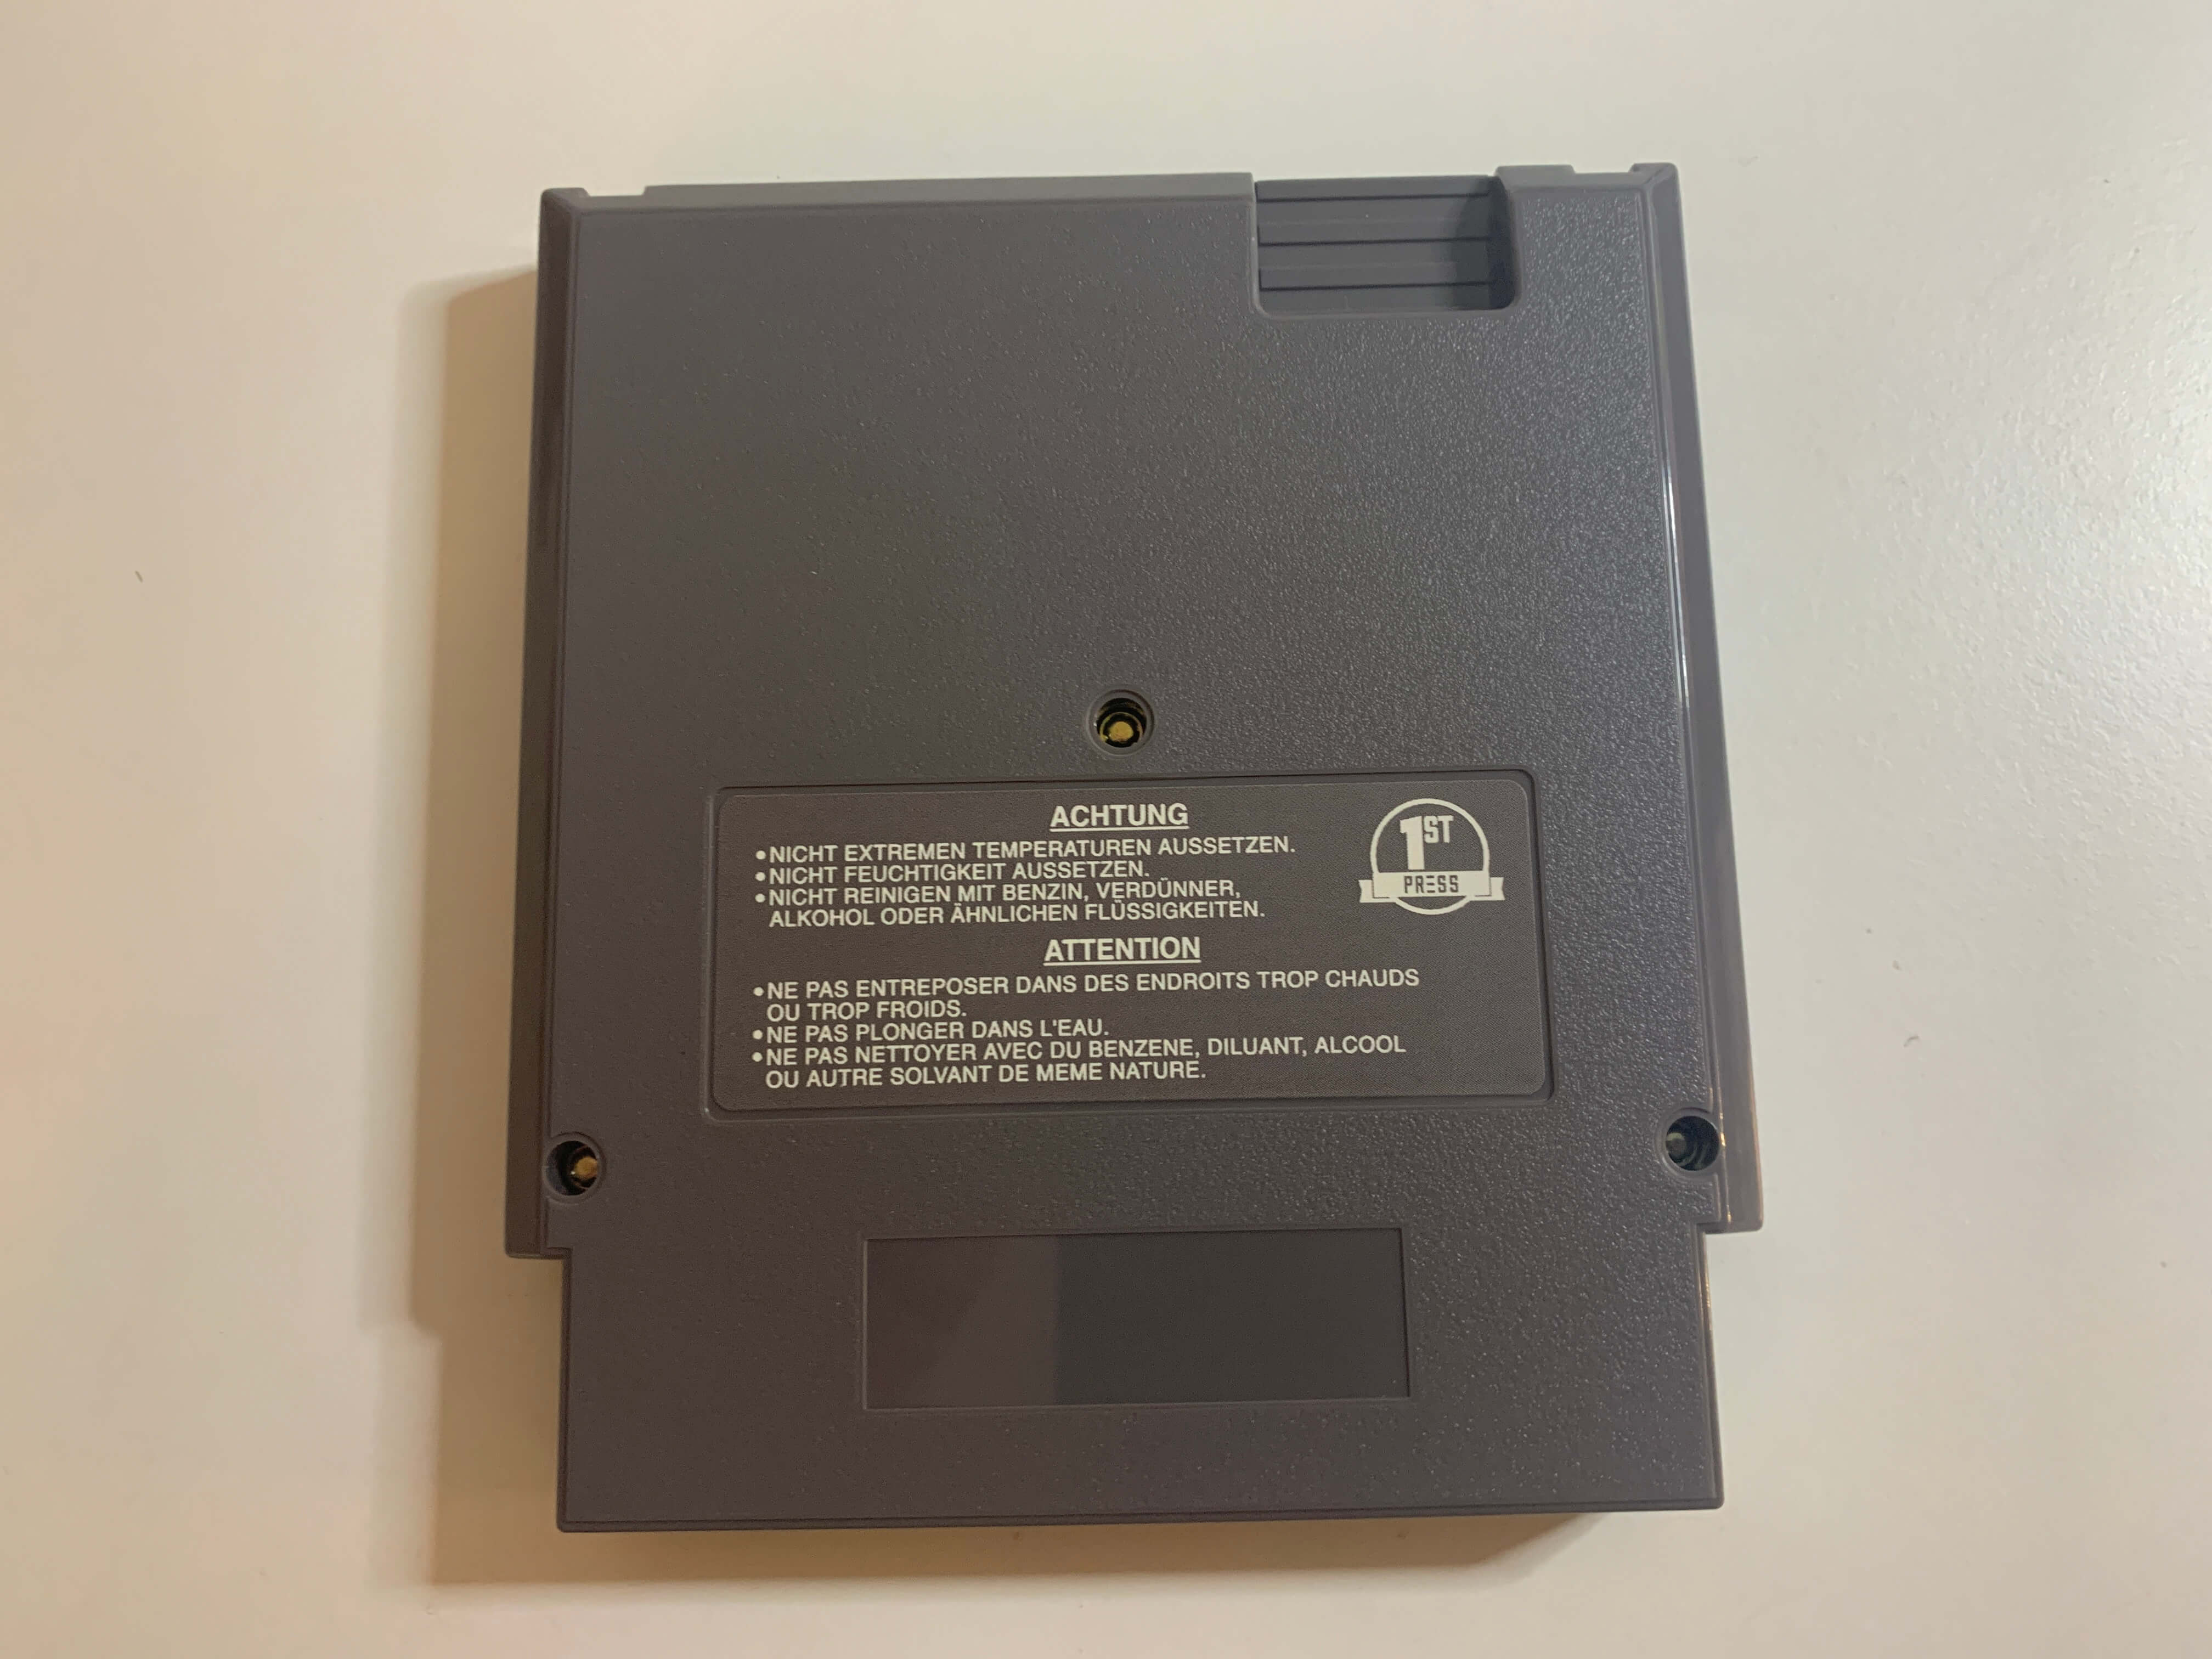 ACHTUNG
•NICHT EXTREMEN TEMPERATUREN AUSSETZEN.
•NICHT FEUCHTIGKEIT AUSSETZEN.
•NICHT REINIGEN MIT BENZIN, VERDÜNNER,
ALKOHOL ODER ÄHNLICHEN FLÜSSIGKEITEN.
1ST
PRESS
ATTENTION
•NE PAS ENTREPOSER DANS DES ENDROITS TROP CHAUDS
OU TROP FROIDS.
•NE PAS PLONGER DANS L'EAU.
•NE PAS NETTOYER AVEC DU BENZENE, DILUANT, ALCOOL
OU AUTRE SOLVANT DE MEME NATURE.